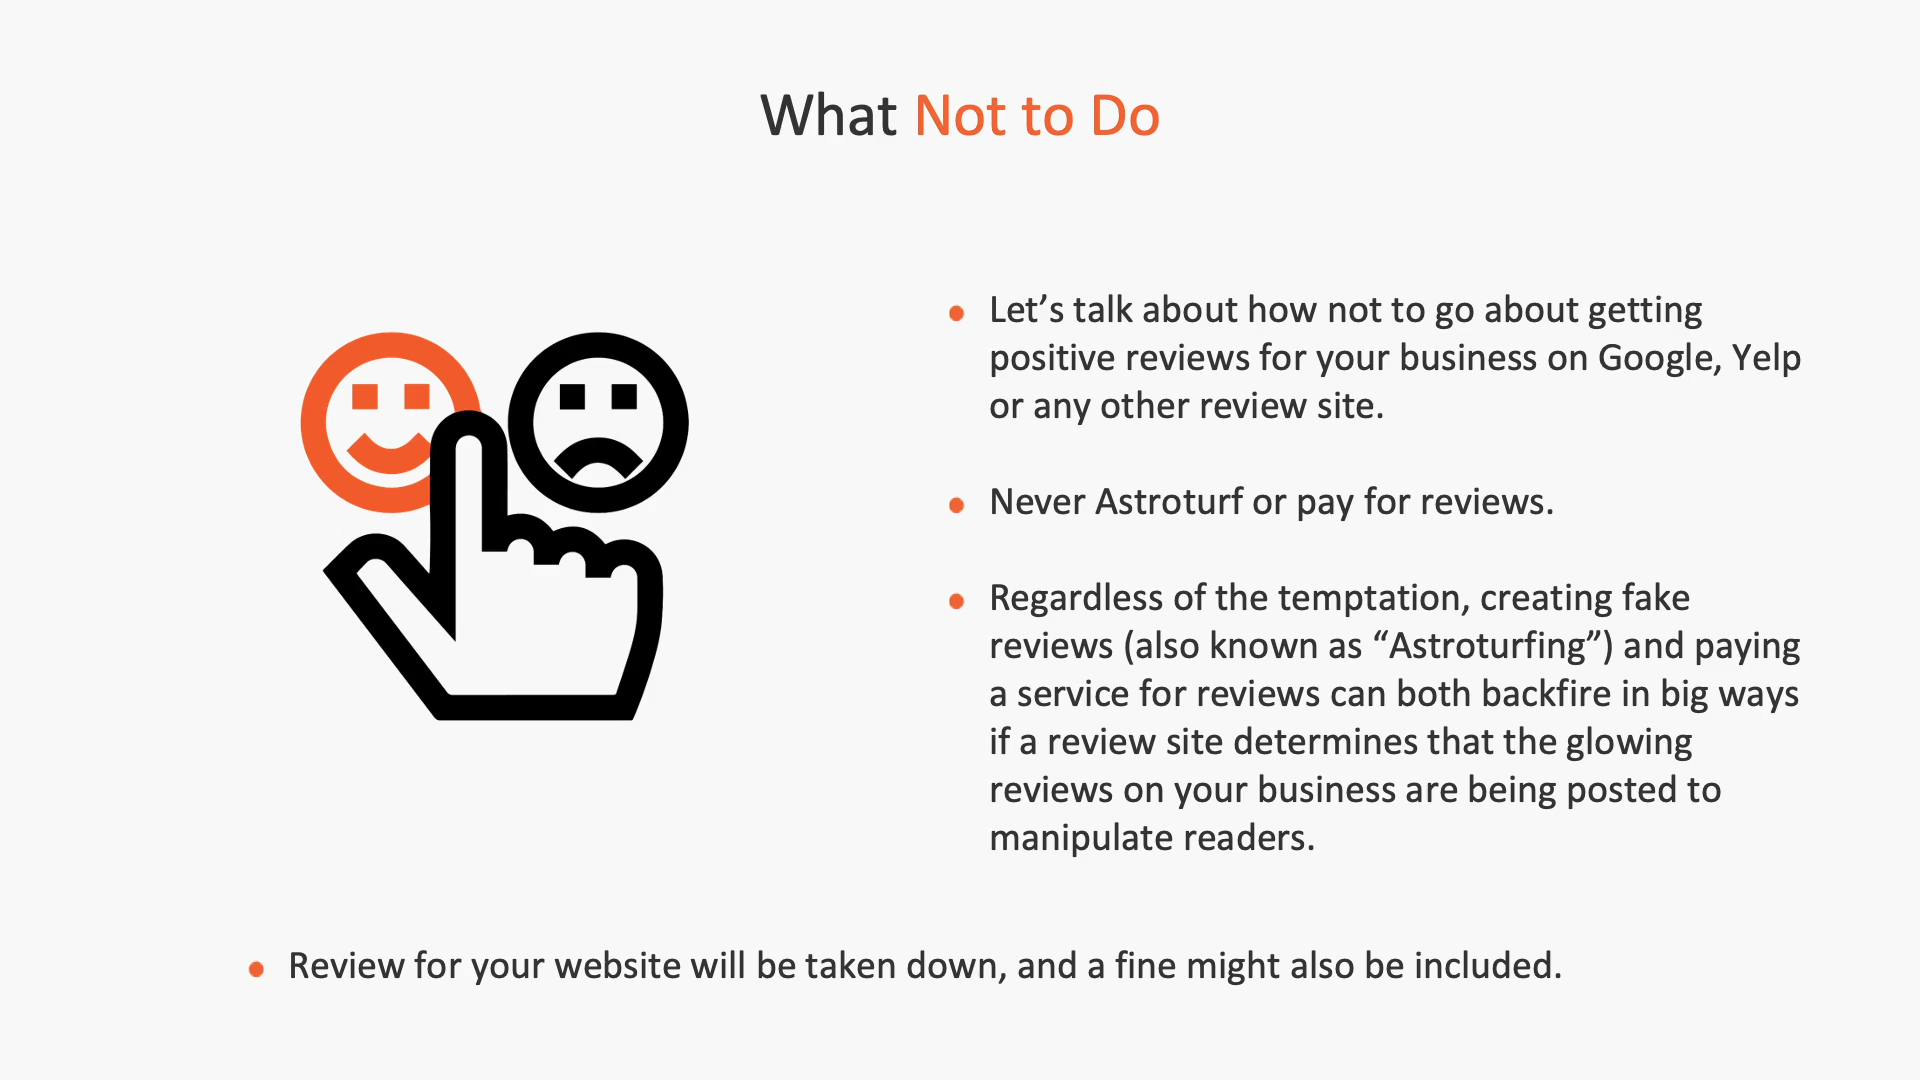 What Not to Do
Let’s talk about how not to go about getting
positive reviews for your business on Google, Yelp
or any other review site.
Never Astroturf or pay for reviews.
Regardless of the temptation, creating fake
reviews (also known as “Astroturfing”) and paying
a service for reviews can both backfire in big ways
if a review site determines that the glowing
reviews on your business are being posted to
manipulate readers.
Review for your website will be taken down, and a fine might also be included.